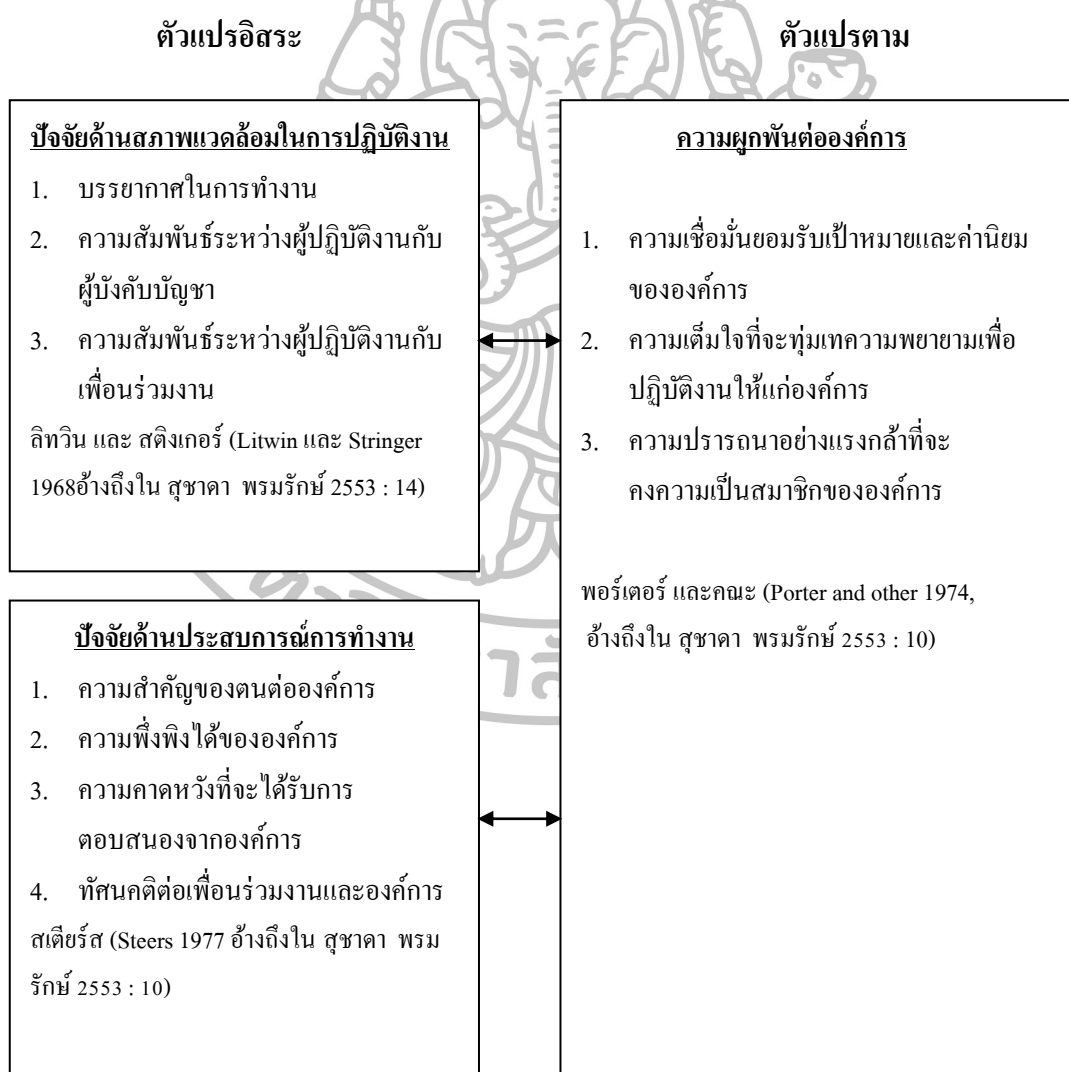 ตัวแปรอิสระ
ตัวแปรตาม
ปัจจัยด้านสภาพแวดล้อมในการปฏิบัติงาน
1. บรรยากาศในการทำงาน
2. ความสัมพันธ์ระหว่างผู้ปฏิบัติงานกับ
ผู้บังคับบัญชา
3. ความสัมพันธ์ระหว่างผู้ปฏิบัติงานกับ
เพื่อนร่วมงาน
ลิทวิน และ สติงเกอร์ (Litwin และ Stringer
1968อ้างถึงใน สุชาดา พรมรักษ์ 2553 : 14)
ปัจจัยด้านประสบการณ์การทำงาน
1. ความสำคัญของตนต่อองค์การ
2. ความพึ่งพิงได้ขององค์การ
3. ความคาดหวังที่จะได้รับการ
ตอบสนองจากองค์การ
4. ทัศนคติต่อเพื่อนร่วมงานและองค์การ
สเตียร์ส (Steers 1977 อ้างถึงใน สุชาดา พรม
รักษ์ 2553 : 10)
ความผูกพันต่อองค์การ
1. ความเชื่อมั่นยอมรับเป้าหมายและค่านิยม
ขององค์การ
2. ความเต็มใจที่จะทุ่มเทความพยายามเพื่อ
ปฏิบัติงานให้แก่องค์การ
3. ความปรารถนาอย่างแรงกล้าที่จะ
คงความเป็นสมาชิกขององค์การ
พอร์เตอร์ และคณะ (Porter and other 1974,
อ้างถึงใน สุชาดา พรมรักษ์ 2553 : 10)